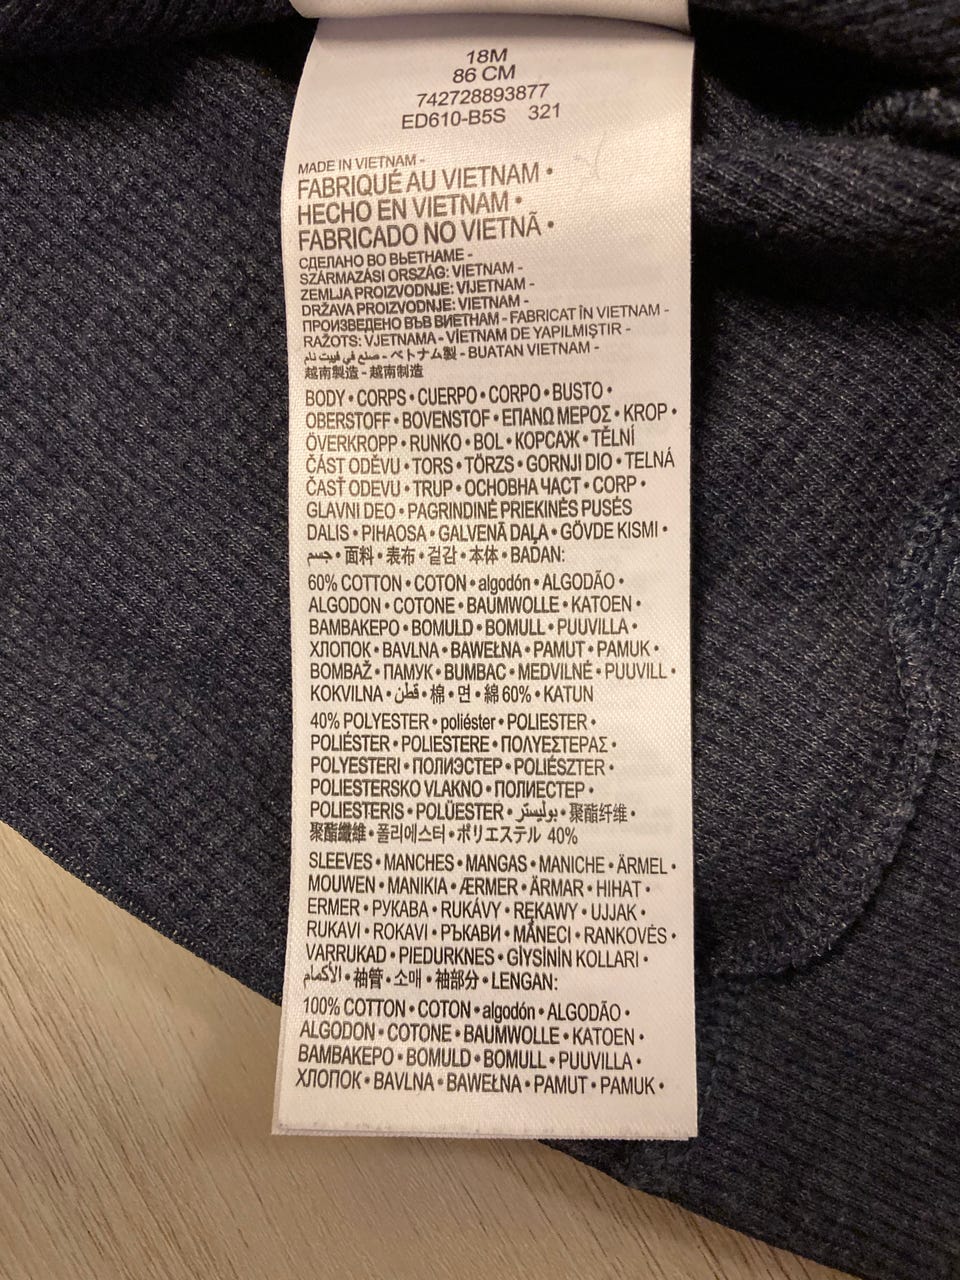 18M
86 CM
742728893877
ED610-B5S 321
MADE IN VIETNAM -
FABRIQUÉ AU VIETNAM •
HECHO EN VIETNAM •
FABRICADO NO VIETNÃ •
СДЕЛАНО ВО ВЬЕТНАМЕ -
SZÁRMAZÁSI ORSZÁG: VIETNAM -
ZEMLJA PROIZVODNJE: VIJETNAM -
DRŽAVA PROIZVODNJE: VIETNAM -
ПРОИЗВЕДЕНО ВЪВ ВИЕТНАМ - FABRICAT ÎN VIETNAM -
RAŽOTS: VJETNAMA - VİETNAM DE YAPILMIŞTIR -
صنع في فييت نام - ベトナム製 - BUATAN VIETNAM -
越南製造 - 越南制造
BODY • CORPS • CUERPO • CORPO • BUSTO •
OBERSTOFF • BOVENSTOF • ΕΠΑΝΩ ΜΕΡΟΣ • KROP •
ÖVERKROPP • RUNKO • BOL • КОРСАЖ • TĚLNÍ
ČÁST ODĚVU • TORS • TÖRZS • GORNJI DIO • TELNÁ
ČASŤ ODEVU • TRUP • ОСНОВНА ЧАСТ • CORP •
GLAVNI DEO • PAGRINDINĖ PRIEKINĖS PUSĖS
DALIS • PIHAOSA • GALVENĀ DAĻA • GÖVDE KISMI •
جسم • 面料 • 表布 • 겉감 • 本体 • BADAN:
60% COTTON • COTON • algodón • ALGODÃO •
ALGODON • COTONE • BAUMWOLLE • KATOEN •
ΒΑΜΒΑΚΕΡΟ • BOMULD • BOMULL • PUUVILLA •
ХЛОПОК • BAVLNA • BAWEŁNA • PAMUT • PAMUK •
BOMBAŽ • ПАМУК • BUMBAC • MEDVILNĖ • PUUVILL •
KOKVILNA • قطن • 棉 • 면 • 綿 60% • KATUN
40% POLYESTER • poliéster • POLIESTER •
POLIÉSTER • POLIESTERE • ΠΟΛΥΕΣΤΕΡΑΣ •
POLYESTERI • ПОЛИЭСТЕР • POLIÉSZTER •
POLIESTERSKO VLAKNO • ПОЛИЕСТЕР •
POLIESTERIS • POLÜESTER • بوليستر • 聚酯纤维 •
聚酯纖維 • 폴리에스터 • ポリエステル 40%
SLEEVES • MANCHES • MANGAS • MANICHE • ÄRMEL •
MOUWEN • ΜΑΝΙΚΙΑ • ÆRMER • ÄRMAR • HIHAT •
ERMER • РУКАВА • RUKÁVY • RĘKAWY • UJJAK •
RUKAVI • ROKAVI • РЪКАВИ • MÂNECI • RANKOVĖS •
VARRUKAD • PIEDURKNES • GİYSİNİN KOLLARI •
الأكمام • 袖管 • 소매 • 袖部分 • LENGAN:
100% COTTON • COTON • algodón • ALGODÃO •
ALGODON • COTONE • BAUMWOLLE • KATOEN •
ΒΑΜΒΑΚΕΡΟ • BOMULD • BOMULL • PUUVILLA •
ХЛОПОК • BAVLNA • BAWEŁNA • PAMUT • PAMUK •